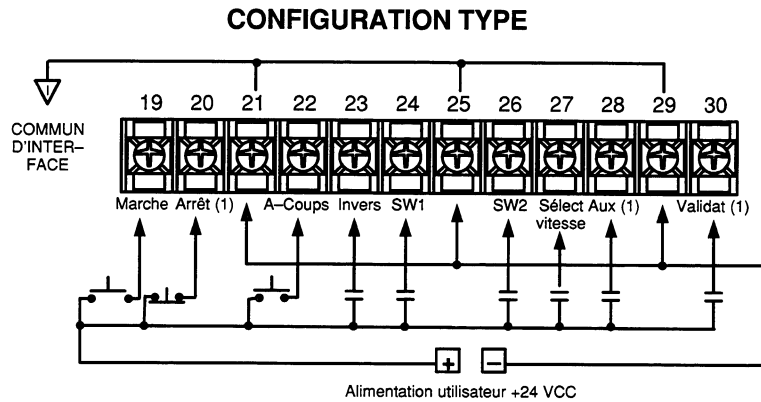 CONFIGURATION TYPE
19 20 21 22 23 24 25 26 27 28 29 30
COMMUN
D'INTER–
FACE
Marche Arrêt (1) A–Coups Invers SW1 SW2 Sélect Aux (1) Validat (1)
vitesse
+ –
Alimentation utilisateur +24 VCC